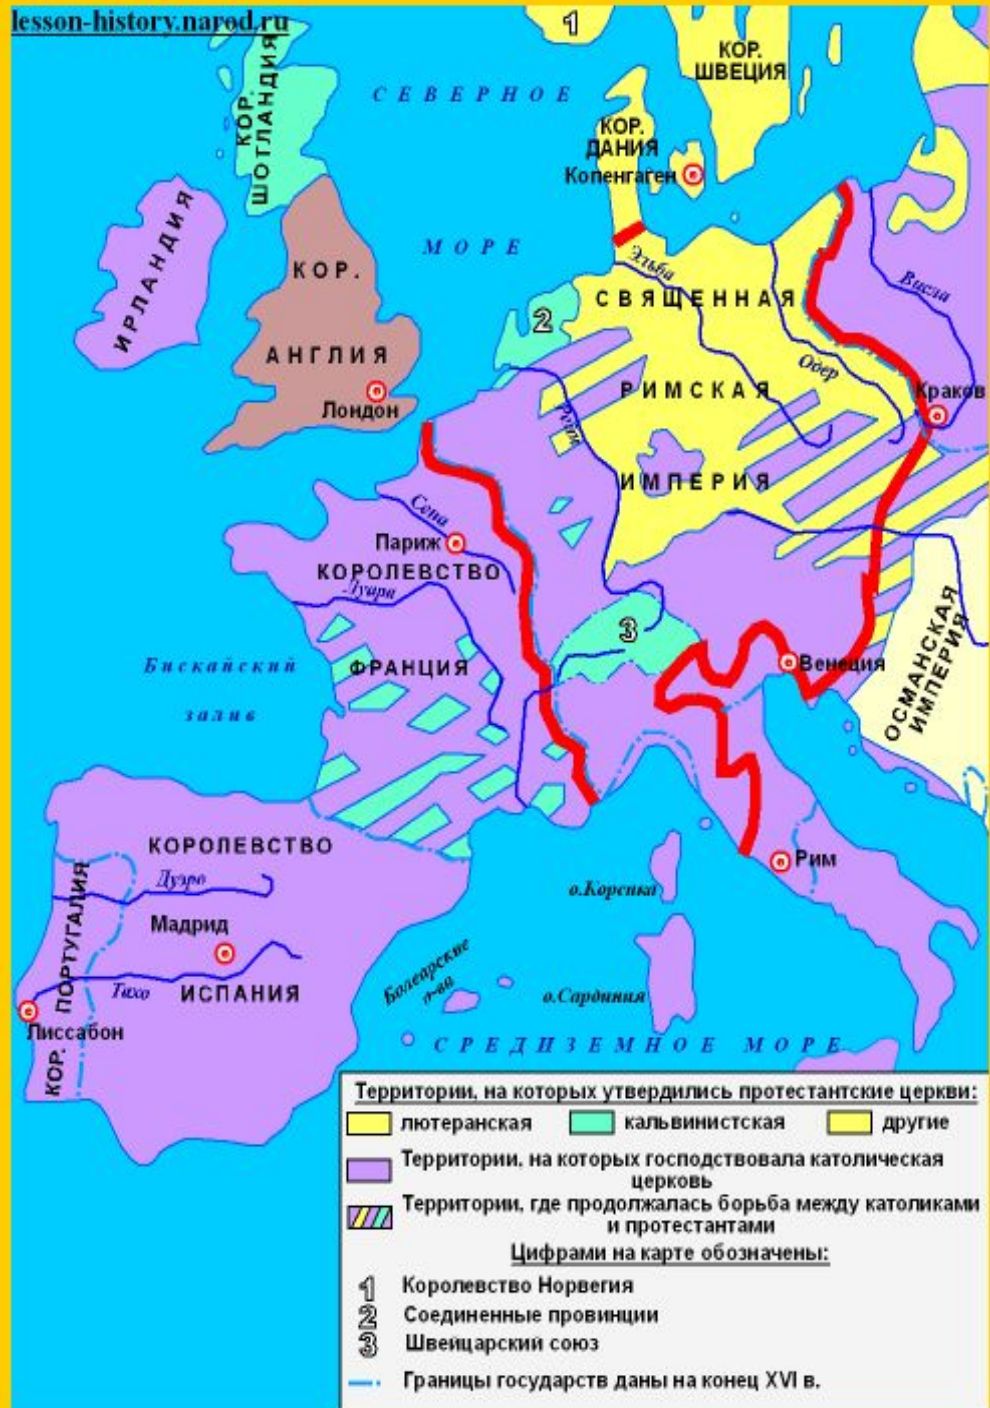 lesson-history.narod.ru
1
КОР.
ШВЕЦИЯ
КОР.
ШОТЛАНДИЯ
СЕВЕРНОЕ
КОР.
ДАНИЯ
Копенгаген
ИРЛАНДИЯ
МОРЕ
КОР.
Эльба
Висла
СВЯЩЕННАЯ
2
АНГЛИЯ
Одер
Лондон
РИМСКАЯ
Краков
Рейн
ИМПЕРИЯ
Сена
Париж
КОРОЛЕВСТВО
Луара
3
ОСМАНСКАЯ
ИМПЕРИЯ
Бискайский
залив
ФРАНЦИЯ
Венеция
КОРОЛЕВСТВО
Рим
Дуэро
о.Корсика
КОР. ПОРТУГАЛИЯ
Мадрид
Болеарские
о-ва
Тахо
ИСПАНИЯ
о.Сардиния
Лиссабон
СРЕДИЗЕМНОЕ МОРЕ
Территории, на которых утвердились протестантские церкви:
лютеранская кальвинистская другие
Территории, на которых господствовала католическая
церковь
Территории, где продолжалась борьба между католиками
и протестантами
Цифрами на карте обозначены:
1 Королевство Норвегия
2 Соединенные провинции
3 Швейцарский союз
Границы государств даны на конец XVI в.